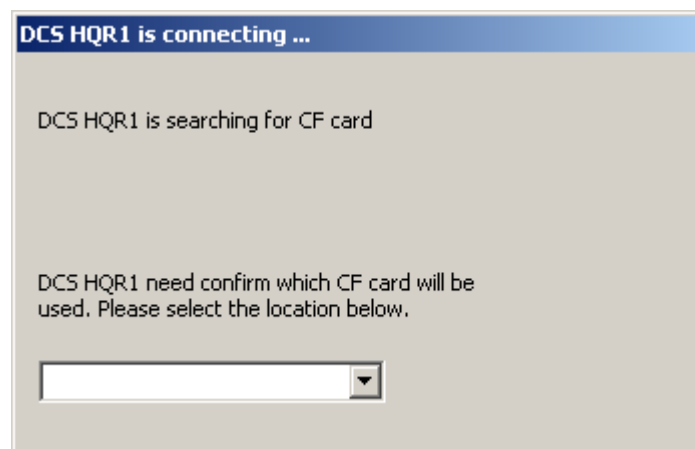 DCS HQR1 is connecting ...
DCS HQR1 is searching for CF card
DCS HQR1 need confirm which CF card will be
used. Please select the location below.